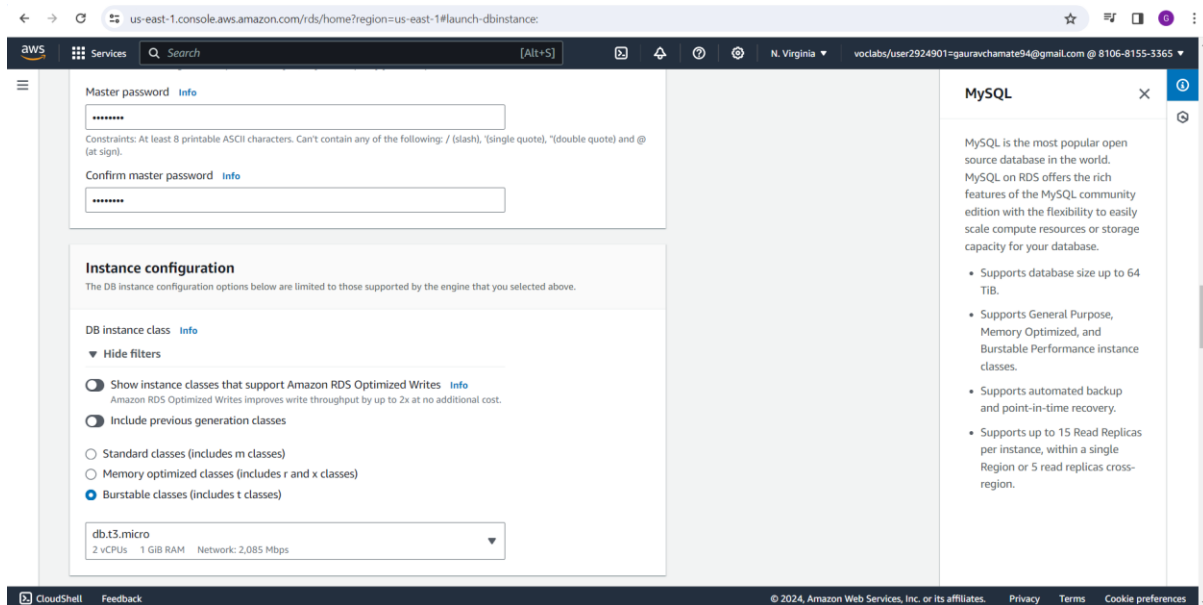 us-east-1.console.aws.amazon.com/rds/home?region=us-east-1#launch-dbinstance:
G
aws
Services
Search
[Alt+S]
N. Virginia
voclabs/user2924901=gauravchamate94@gmail.com @ 8106-8155-3365
Master password Info
••••••••
Constraints: At least 8 printable ASCII characters. Can't contain any of the following: / (slash), '(single quote), "(double quote) and @
(at sign).
Confirm master password Info
••••••••
Instance configuration
The DB instance configuration options below are limited to those supported by the engine that you selected above.
DB instance class Info
Hide filters
Show instance classes that support Amazon RDS Optimized Writes Info
Amazon RDS Optimized Writes improves write throughput by up to 2x at no additional cost.
Include previous generation classes
Standard classes (includes m classes)
Memory optimized classes (includes r and x classes)
Burstable classes (includes t classes)
db.t3.micro
2 vCPUs 1 GiB RAM Network: 2,085 Mbps
MySQL
MySQL is the most popular open
source database in the world.
MySQL on RDS offers the rich
features of the MySQL community
edition with the flexibility to easily
scale compute resources or storage
capacity for your database.
• Supports database size up to 64
TiB.
• Supports General Purpose,
Memory Optimized, and
Burstable Performance instance
classes.
• Supports automated backup
and point-in-time recovery.
• Supports up to 15 Read Replicas
per instance, within a single
Region or 5 read replicas cross-
region.
CloudShell
Feedback
© 2024, Amazon Web Services, Inc. or its affiliates.
Privacy
Terms
Cookie preferences